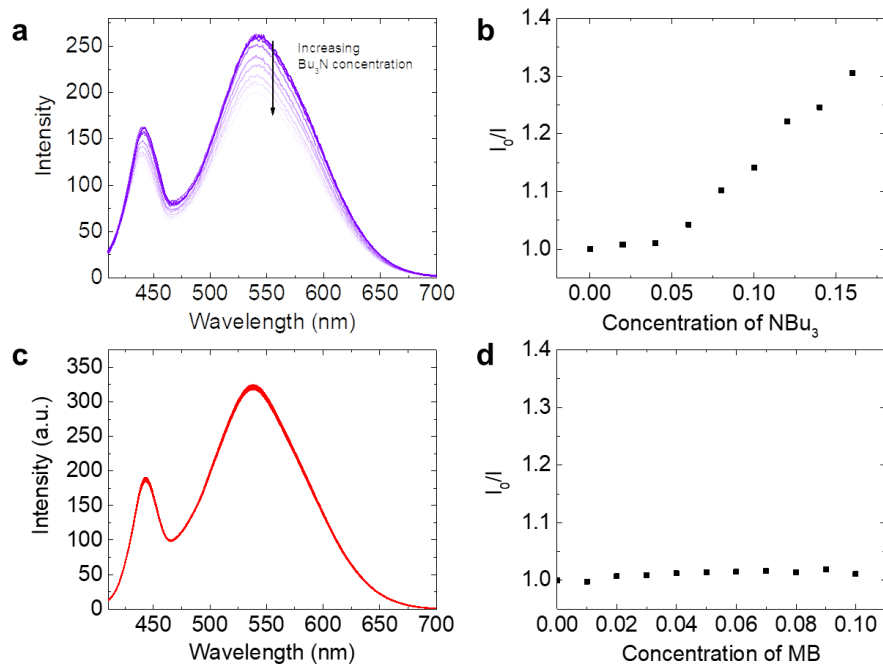 a
250
200
150
100
50
0
Intensity
Increasing
Bu₃N concentration
450 500 550 600 650 700
Wavelength (nm)
b
1.4
1.3
1.2
1.1
1.0
I₀/I
0.00 0.05 0.10 0.15
Concentration of NBu₃
c
350
300
250
200
150
100
50
0
Intensity (a.u.)
450 500 550 600 650 700
Wavelength (nm)
d
1.4
1.3
1.2
1.1
1.0
I₀/I
0.00 0.02 0.04 0.06 0.08 0.10
Concentration of MB